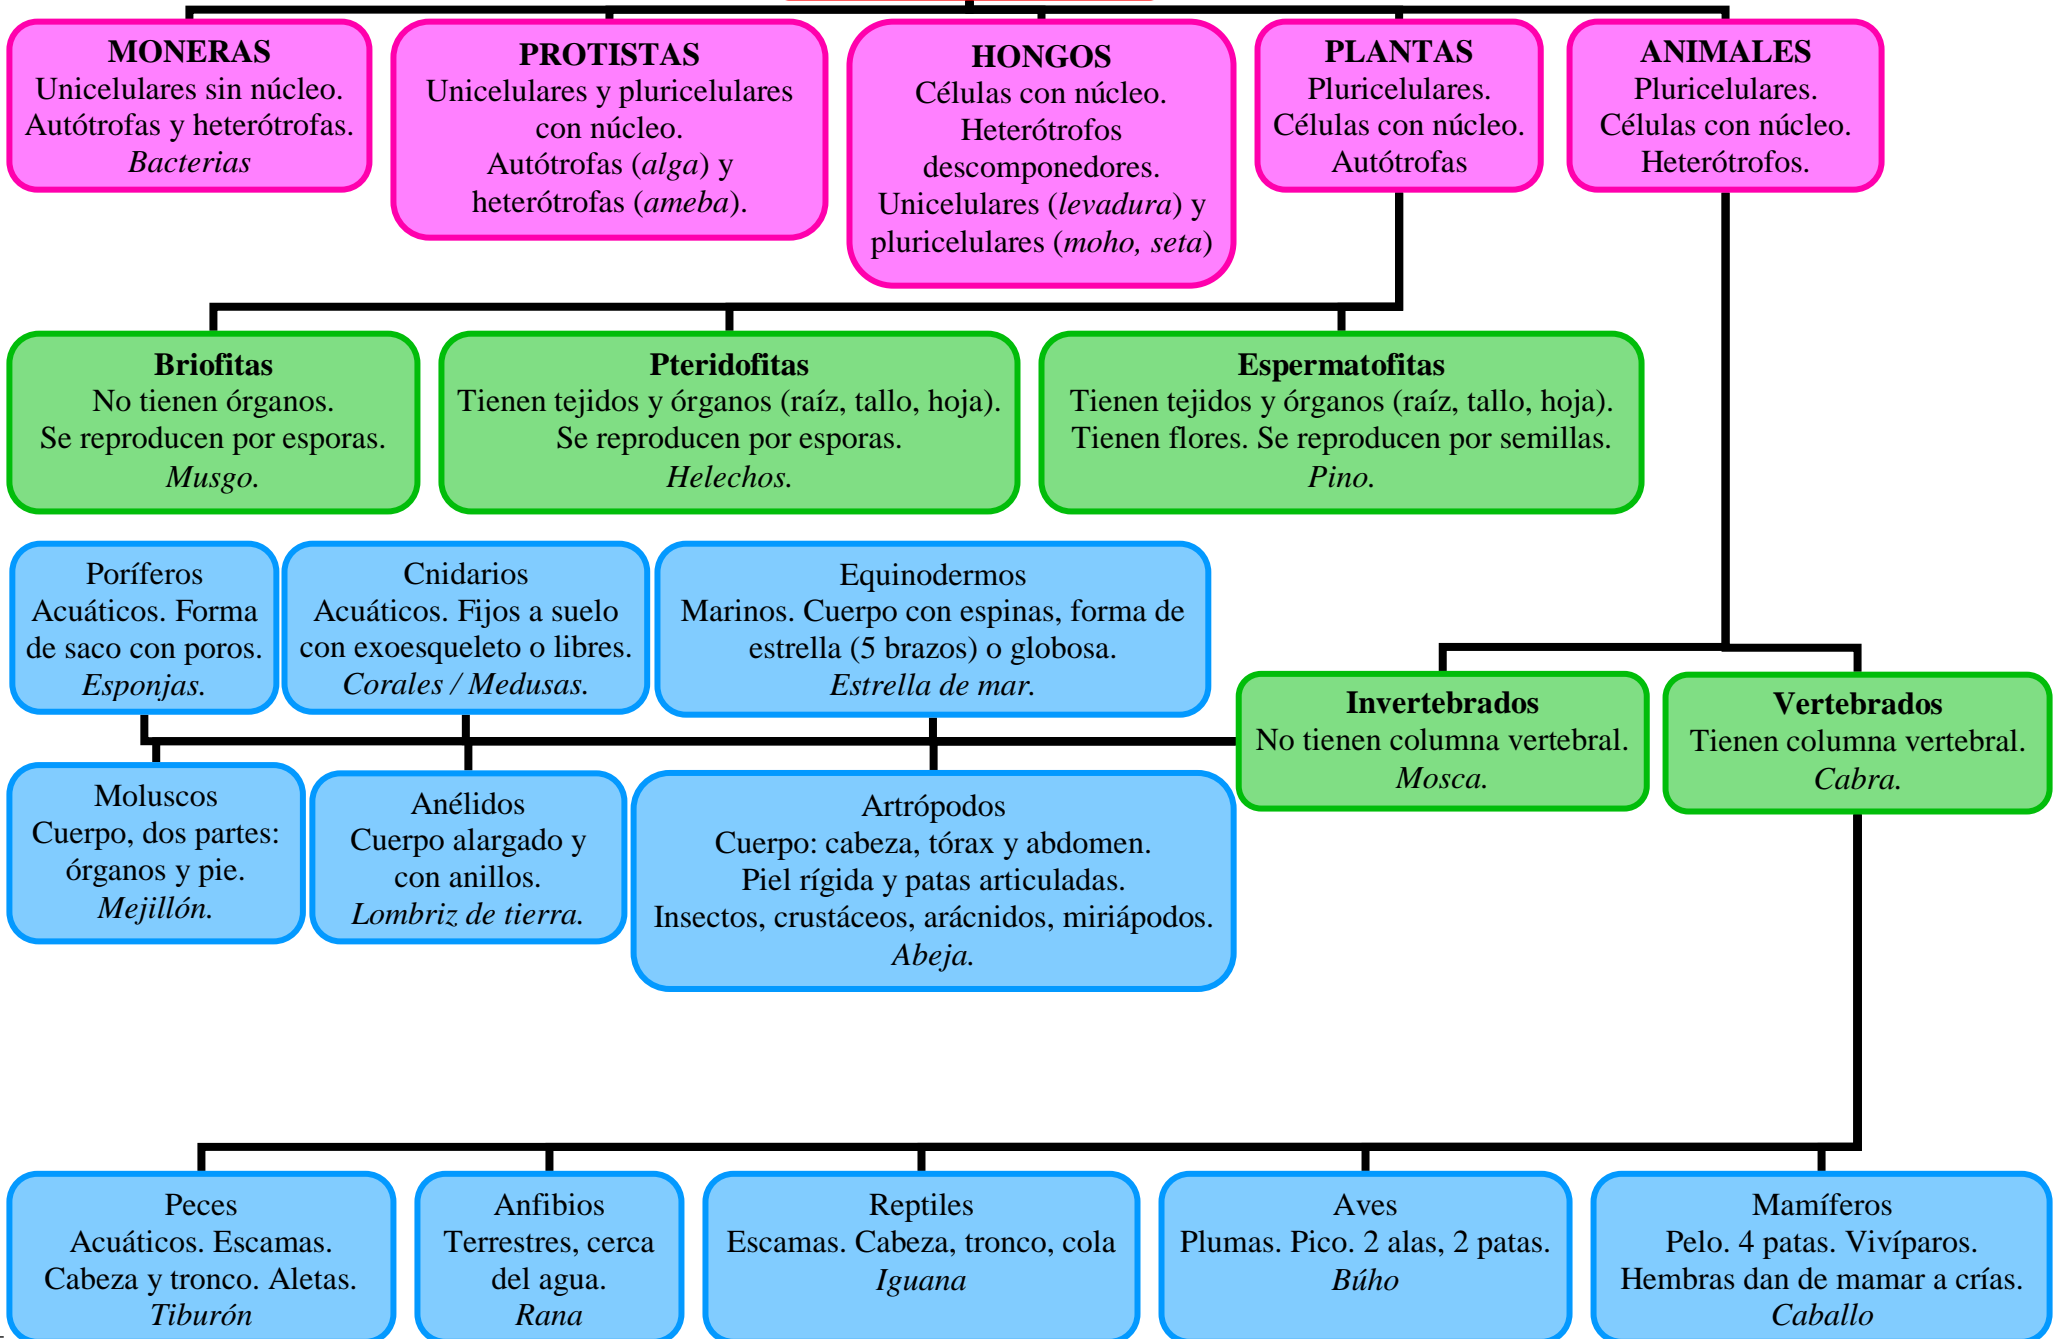 MONERAS
Unicelulares sin núcleo.
Autótrofas y heterótrofas.
Bacterias
PROTISTAS
Unicelulares y pluricelulares
con núcleo.
Autótrofas (alga) y
heterótrofas (ameba).
HONGOS
Células con núcleo.
Heterótrofos
descomponedores.
Unicelulares (levadura) y
pluricelulares (moho, seta)
PLANTAS
Pluricelulares.
Células con núcleo.
Autótrofas
ANIMALES
Pluricelulares.
Células con núcleo.
Heterótrofos.
Briofitas
No tienen órganos.
Se reproducen por esporas.
Musgo.
Pteridofitas
Tienen tejidos y órganos (raíz, tallo, hoja).
Se reproducen por esporas.
Helechos.
Espermatofitas
Tienen tejidos y órganos (raíz, tallo, hoja).
Tienen flores. Se reproducen por semillas.
Pino.
Poríferos
Acuáticos. Forma
de saco con poros.
Esponjas.
Cnidarios
Acuáticos. Fijos a suelo
con exoesqueleto o libres.
Corales / Medusas.
Equinodermos
Marinos. Cuerpo con espinas, forma de
estrella (5 brazos) o globosa.
Estrella de mar.
Invertebrados
No tienen columna vertebral.
Mosca.
Vertebrados
Tienen columna vertebral.
Cabra.
Moluscos
Cuerpo, dos partes:
órganos y pie.
Mejillón.
Anélidos
Cuerpo alargado y
con anillos.
Lombriz de tierra.
Artrópodos
Cuerpo: cabeza, tórax y abdomen.
Piel rígida y patas articuladas.
Insectos, crustáceos, arácnidos, miriápodos.
Abeja.
Peces
Acuáticos. Escamas.
Cabeza y tronco. Aletas.
Tiburón
Anfibios
Terrestres, cerca
del agua.
Rana
Reptiles
Escamas. Cabeza, tronco, cola
Iguana
Aves
Plumas. Pico. 2 alas, 2 patas.
Búho
Mamíferos
Pelo. 4 patas. Vivíparos.
Hembras dan de mamar a crías.
Caballo